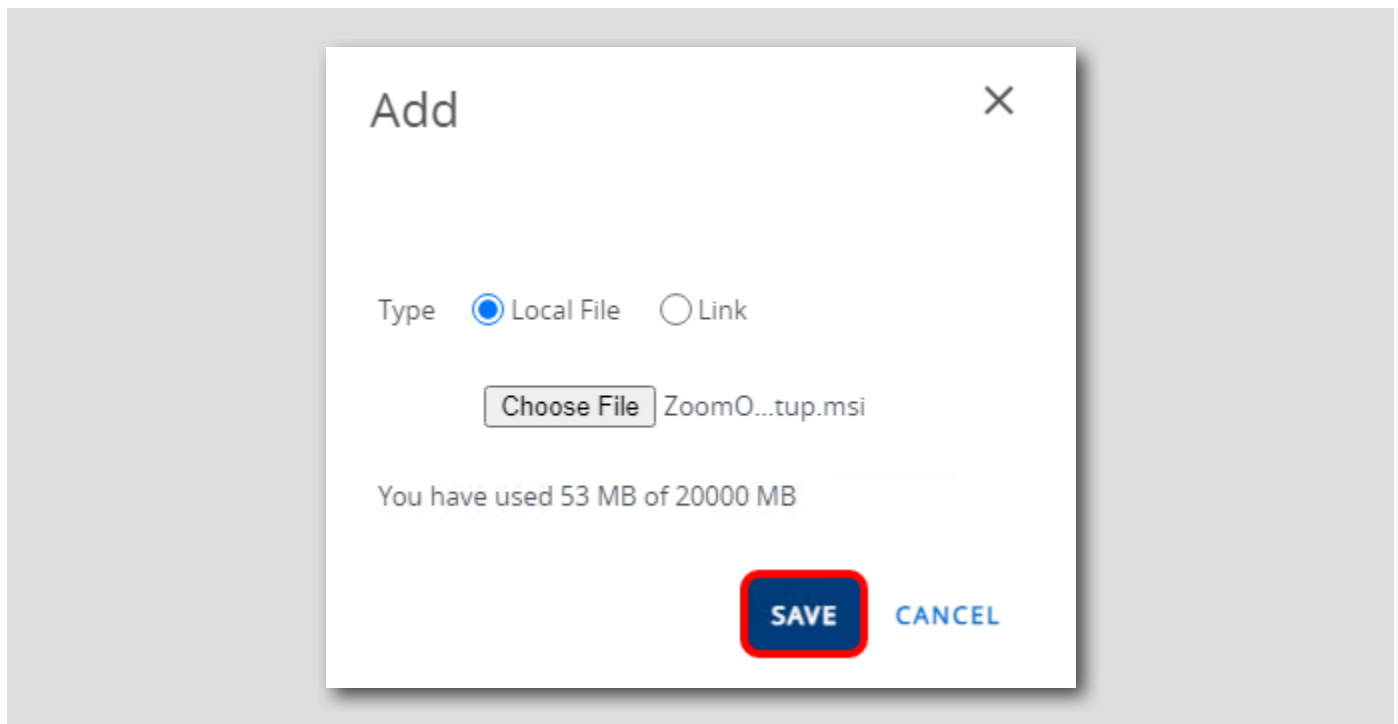 Add
Type Local File Link
Choose File ZoomO...tup.msi
You have used 53 MB of 20000 MB
SAVE CANCEL